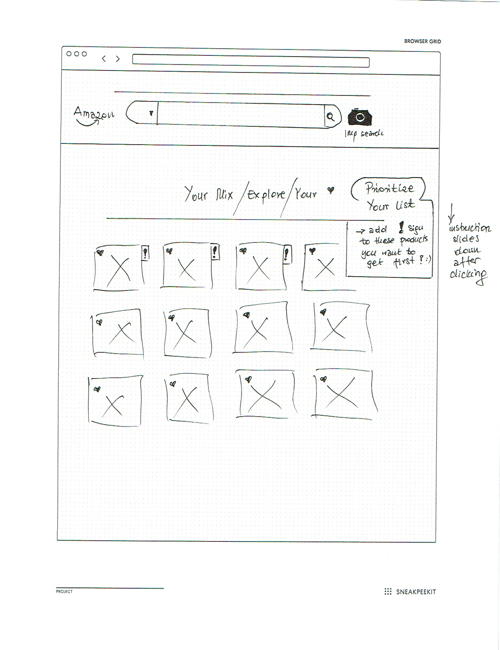 BROWSER GRID
Amazon
img search
Your Mix / Explore / Your ♥
Prioritize
Your List
→ add ! sign
to these products
you want to
get first! :)
instruction
slides
down
after
clicking
PROJECT
SNEAKPEEKIT